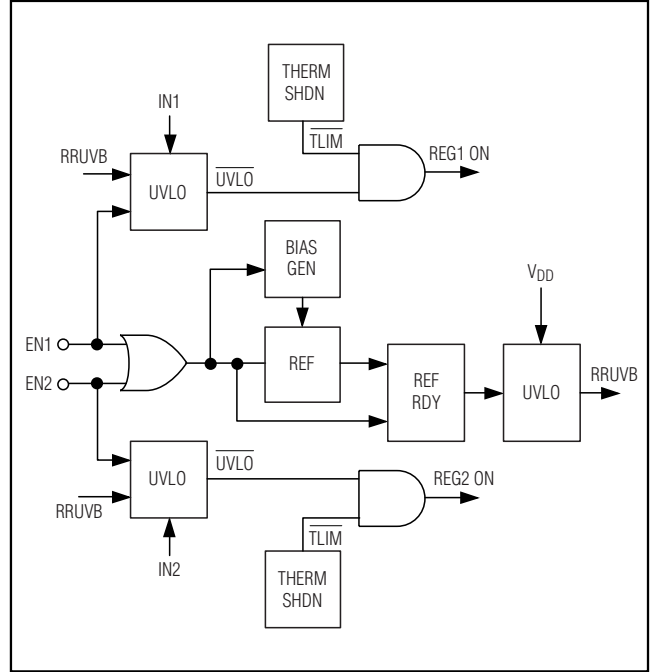 THERM
SHDN
IN1
TLIM
REG1 ON
RRUVB
UVLO
UVLO
BIAS
GEN
VDD
EN1
REF
REF
RDY
UVLO
RRUVB
EN2
UVLO
UVLO
REG2 ON
RRUVB
TLIM
IN2
THERM
SHDN